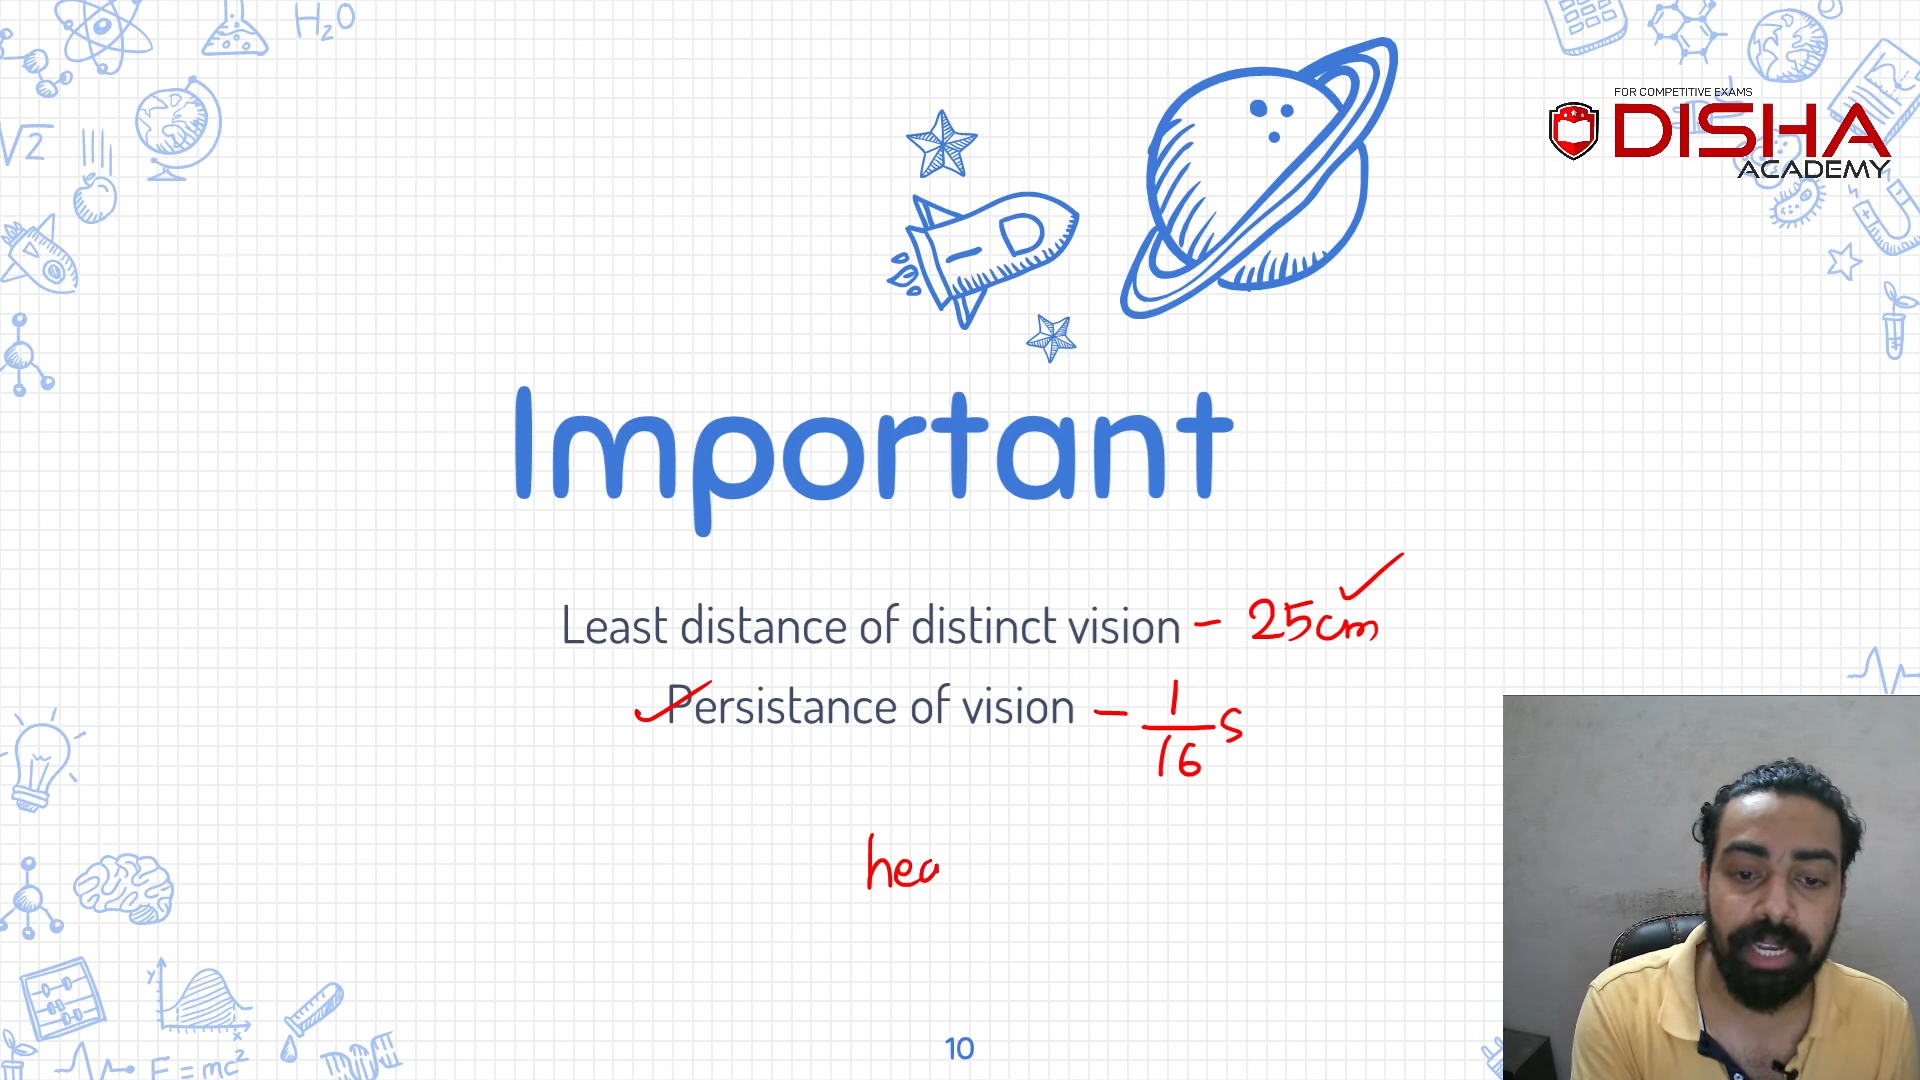 H₂O
FOR COMPETITIVE EXAMS
DISHA
ACADEMY
√2
Important
Least distance of distinct vision - 25cm
Persistance of vision - 1/16 s
hea
y
x
F = mc²
10